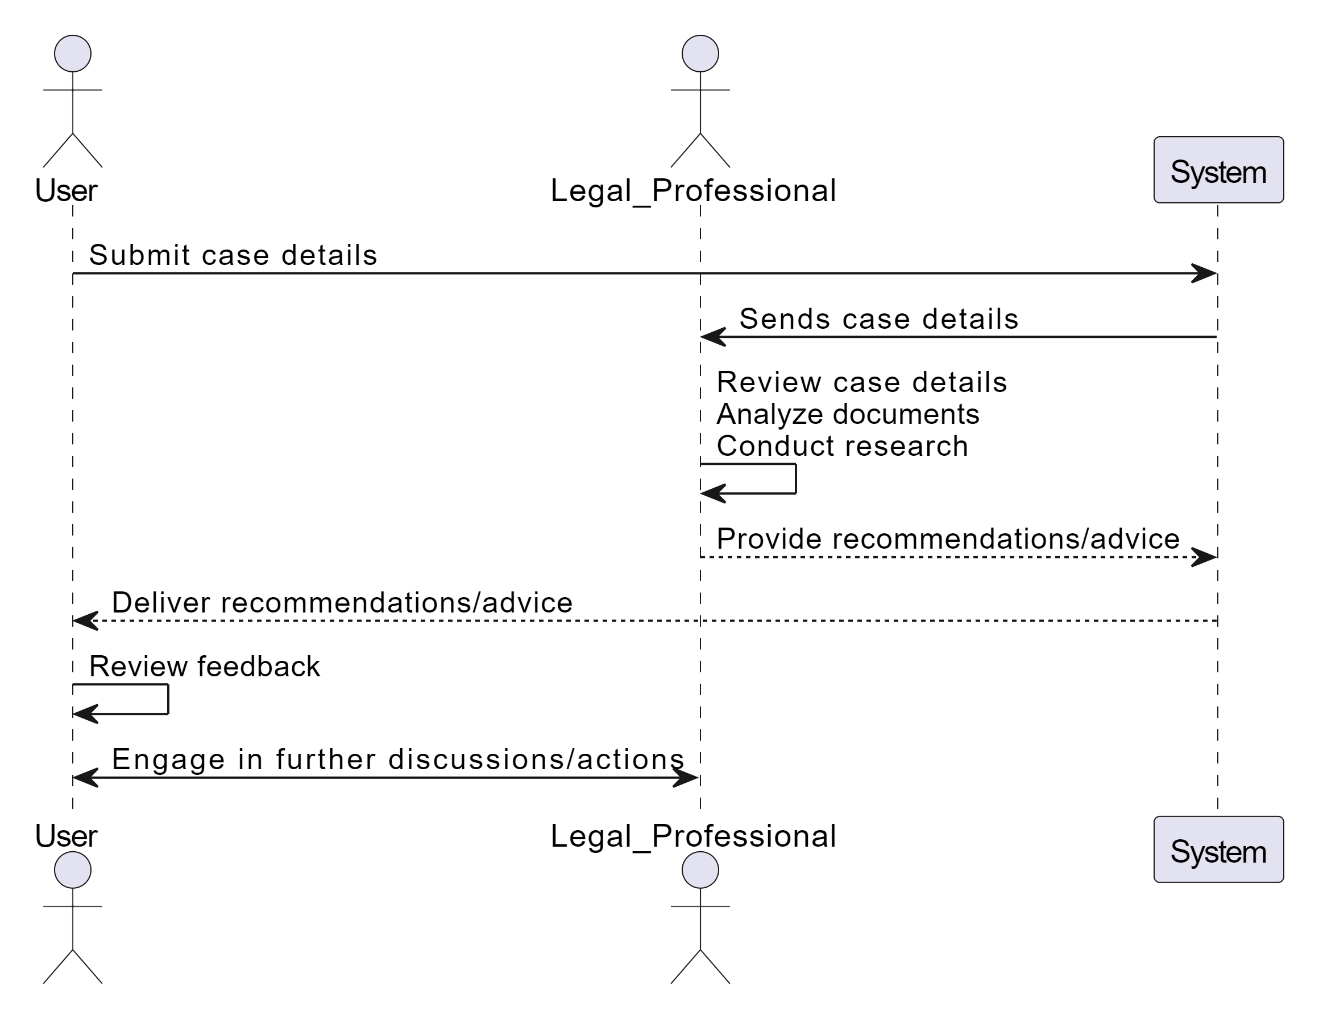 User
Legal_Professional
System
Submit case details
Sends case details
Review case details
Analyze documents
Conduct research
Provide recommendations/advice
Deliver recommendations/advice
Review feedback
Engage in further discussions/actions
User
Legal_Professional
System